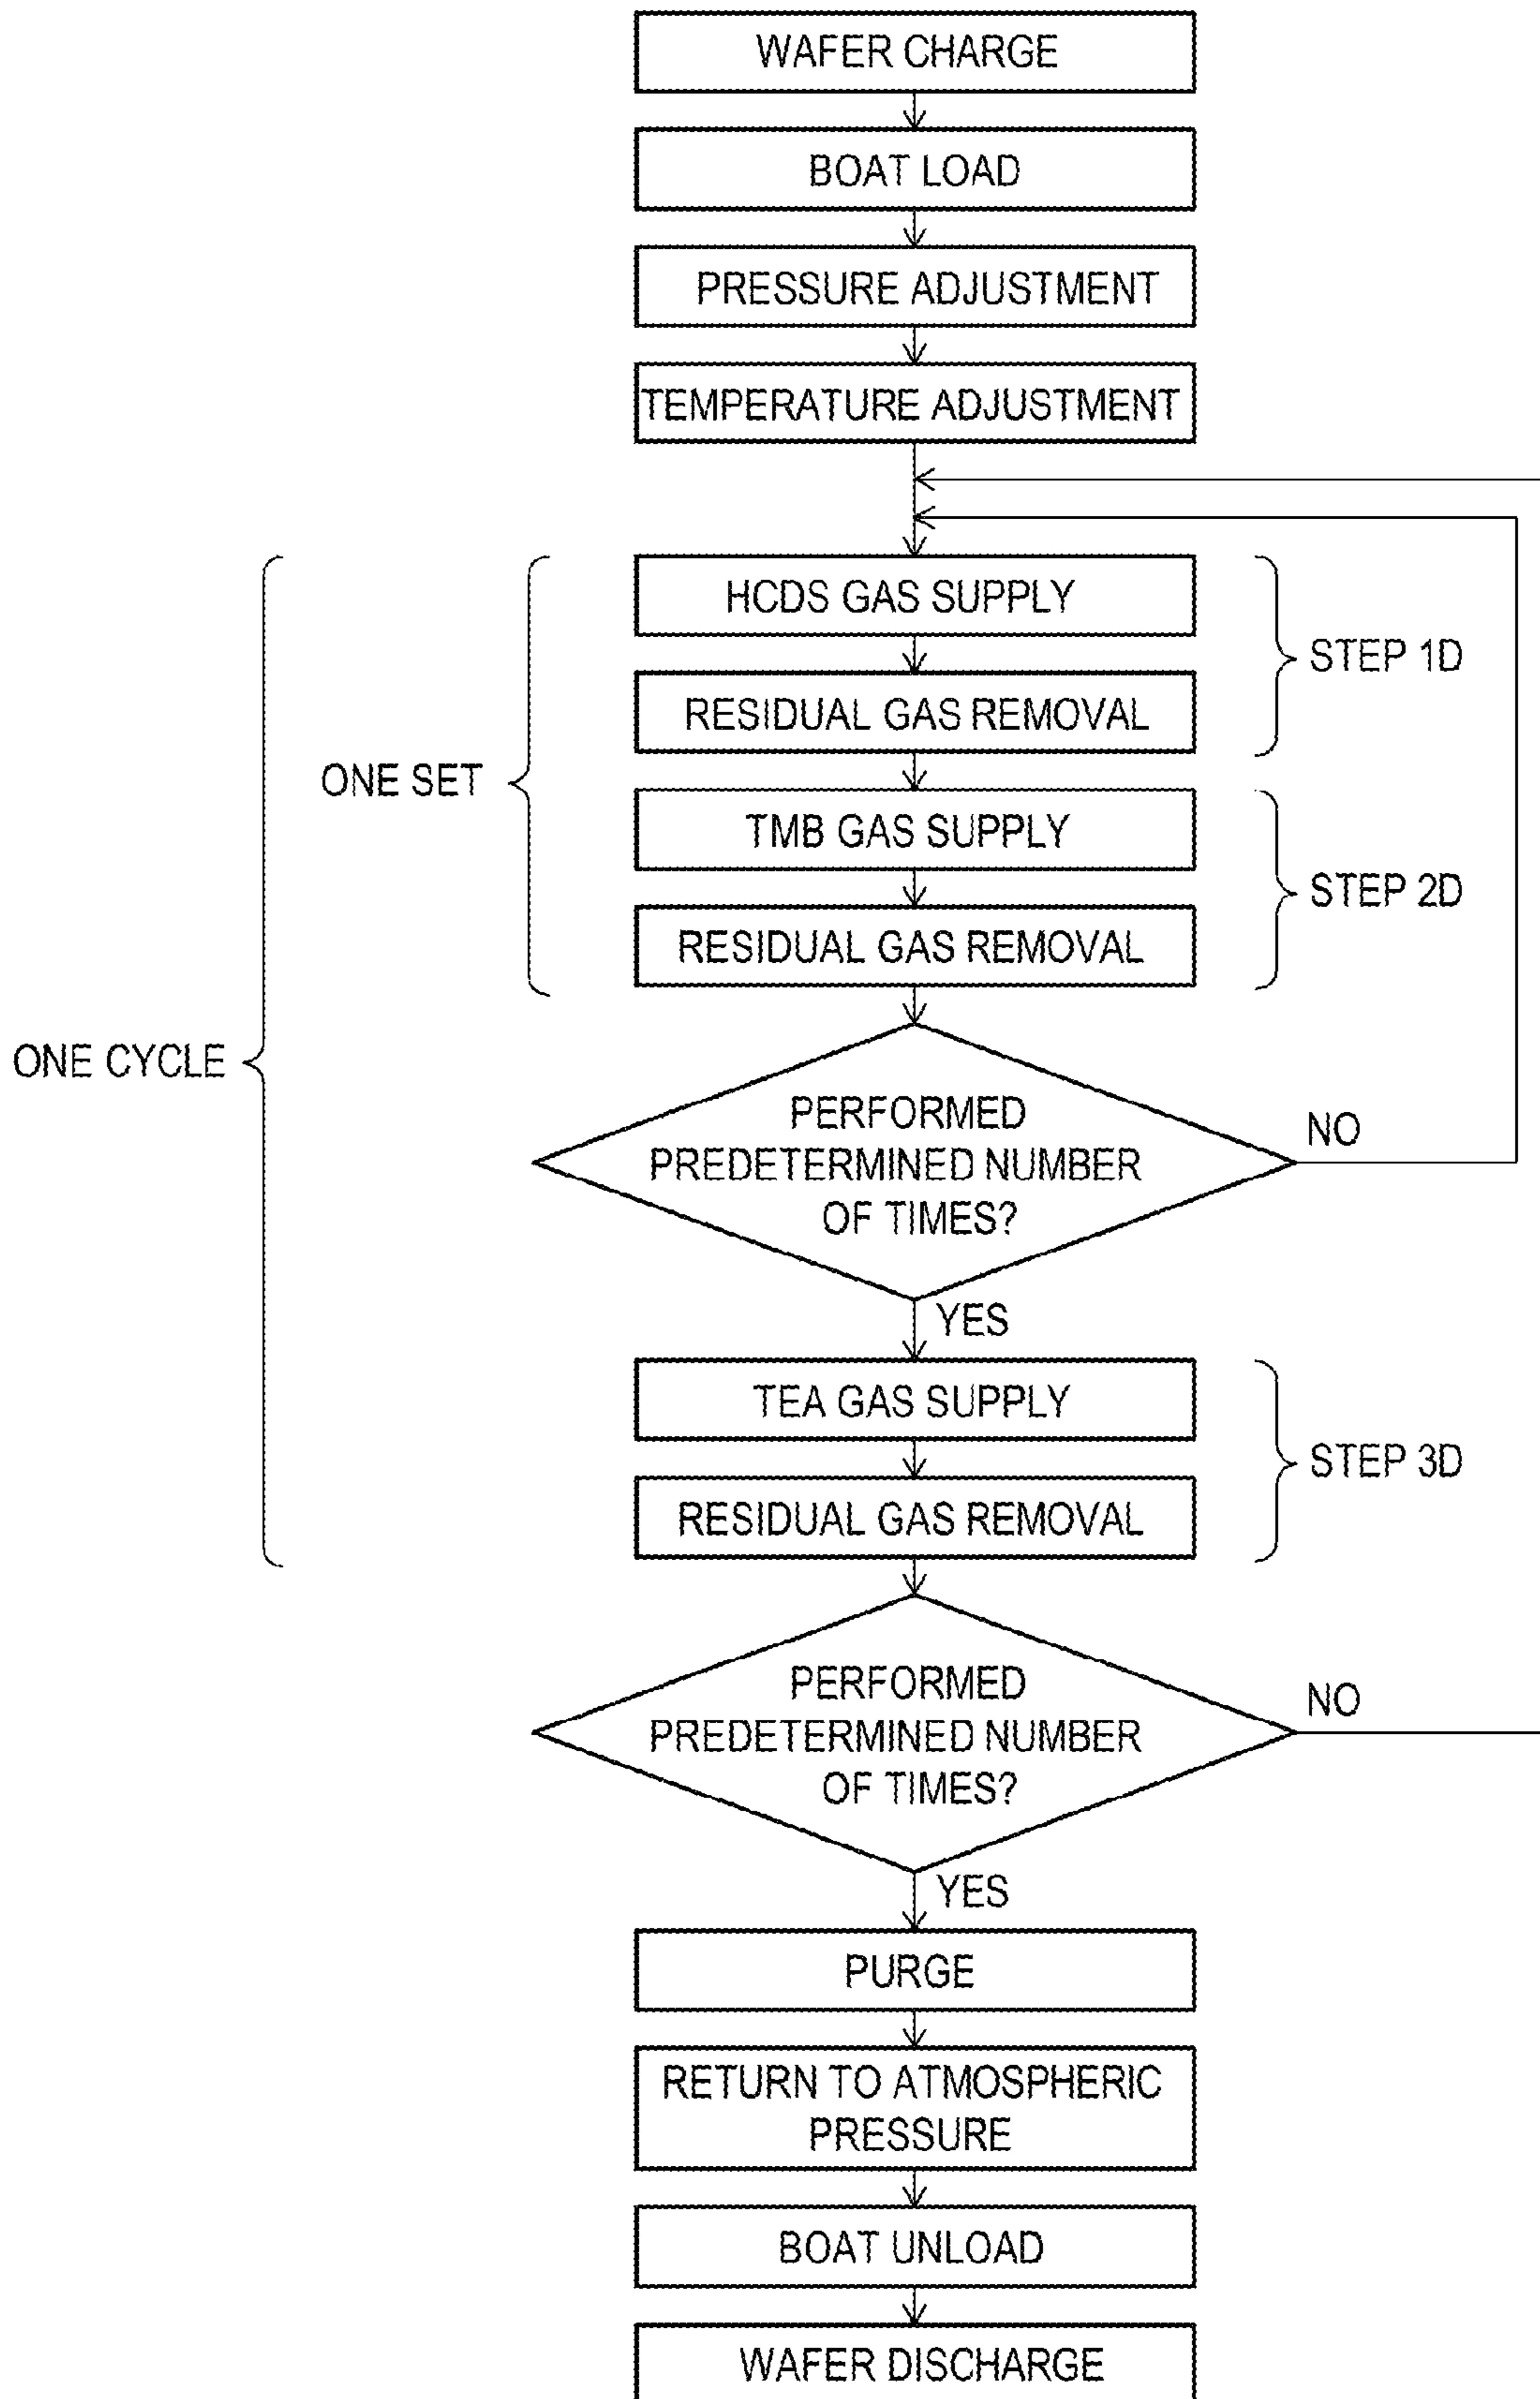 WAFER CHARGE
BOAT LOAD
PRESSURE ADJUSTMENT
TEMPERATURE ADJUSTMENT
HCDS GAS SUPPLY
STEP 1D
RESIDUAL GAS REMOVAL
ONE SET
TMB GAS SUPPLY
STEP 2D
RESIDUAL GAS REMOVAL
ONE CYCLE
PERFORMED
PREDETERMINED NUMBER
OF TIMES?
NO
YES
TEA GAS SUPPLY
STEP 3D
RESIDUAL GAS REMOVAL
PERFORMED
PREDETERMINED NUMBER
OF TIMES?
NO
YES
PURGE
RETURN TO ATMOSPHERIC
PRESSURE
BOAT UNLOAD
WAFER DISCHARGE